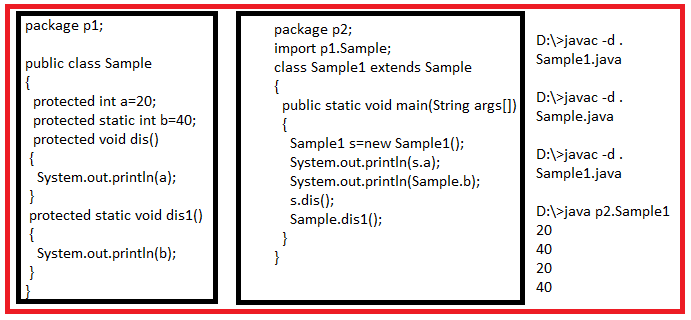 package p1;
public class Sample
{
protected int a=20;
protected static int b=40;
protected void dis()
{
System.out.println(a);
}
protected static void dis1()
{
System.out.println(b);
}
}
package p2;
import p1.Sample;
class Sample1 extends Sample
{
public static void main(String args[])
{
Sample1 s=new Sample1();
System.out.println(s.a);
System.out.println(Sample.b);
s.dis();
Sample.dis1();
}
}
D:\>javac -d .
Sample1.java
D:\>javac -d .
Sample.java
D:\>javac -d .
Sample1.java
D:\>java p2.Sample1
20
40
20
40